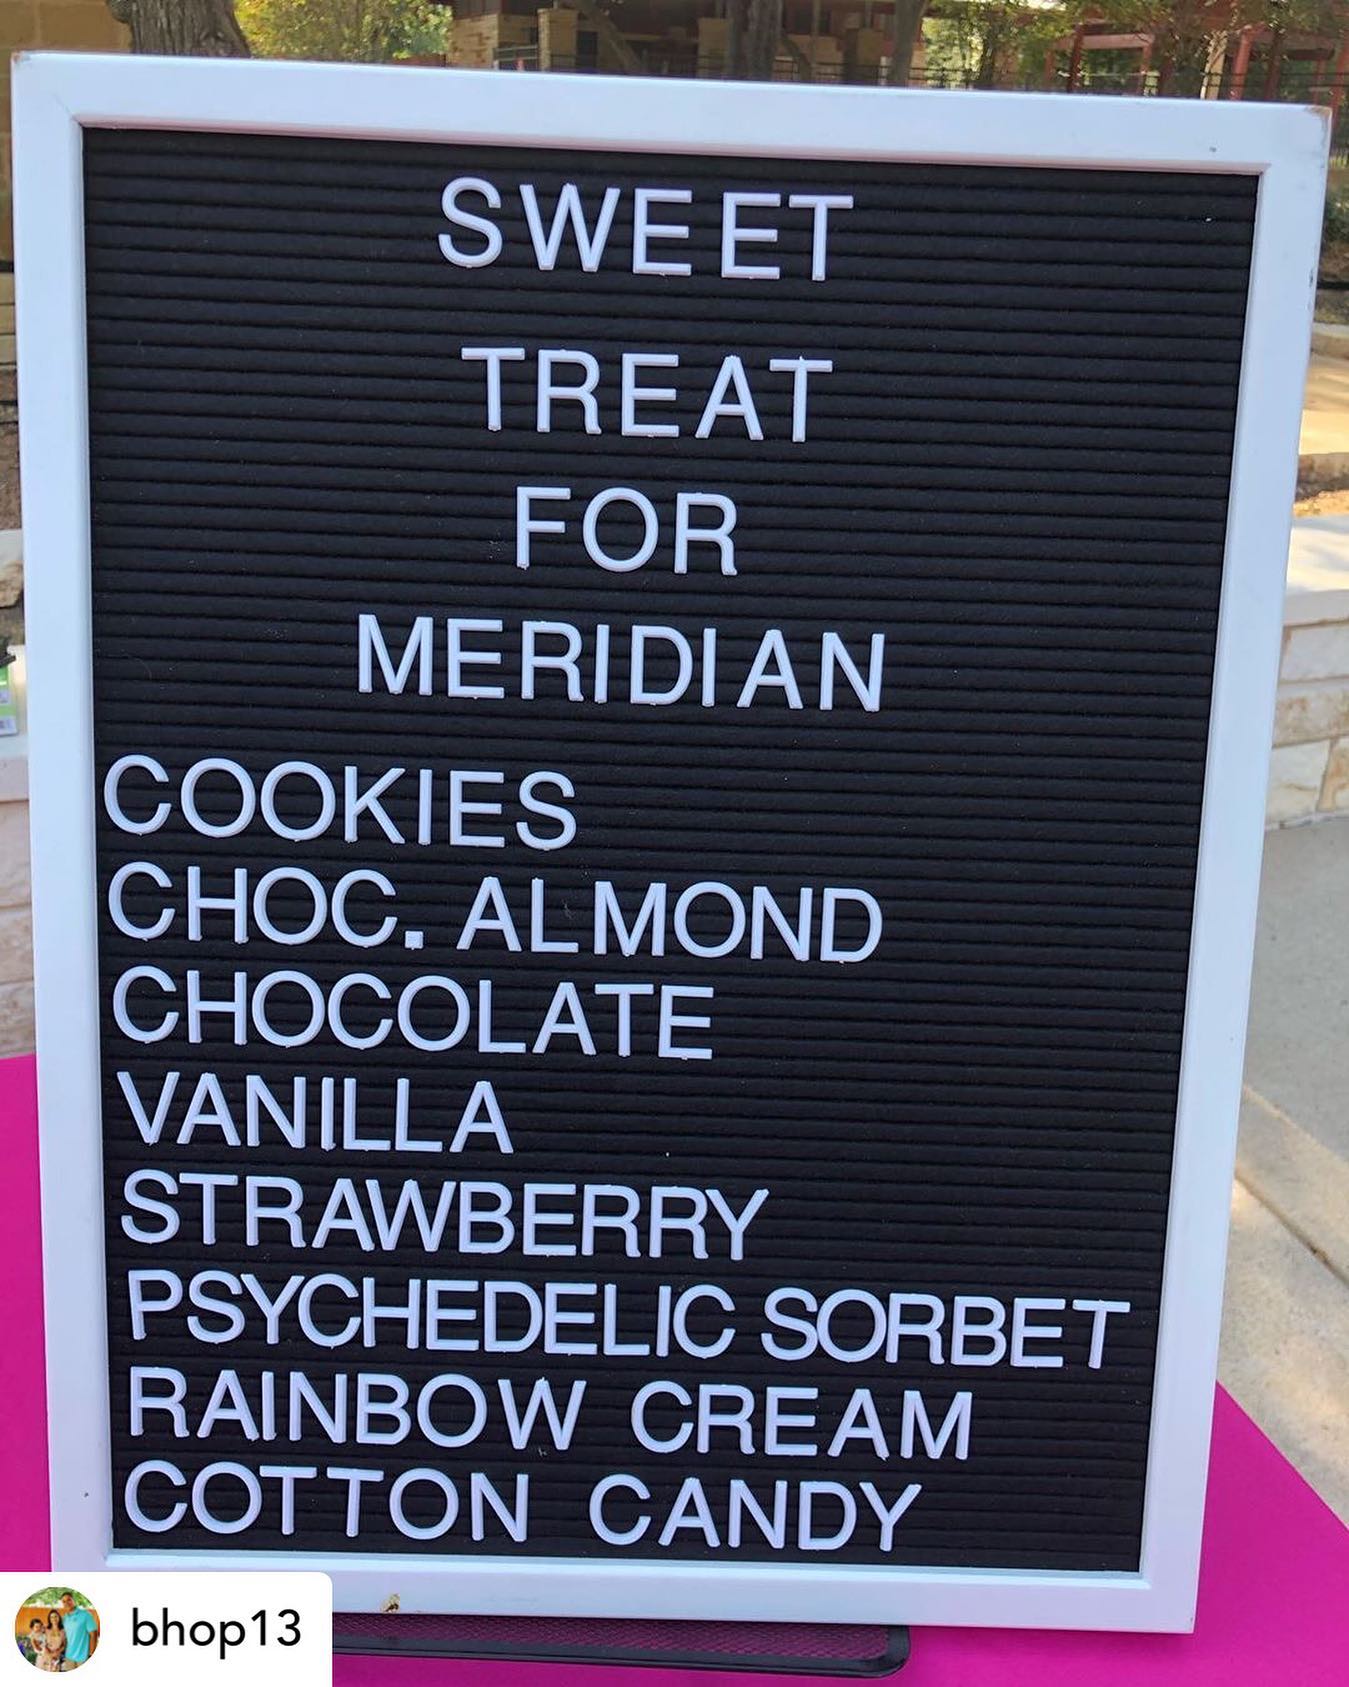 SWEET
TREAT
FOR
MERIDIAN
COOKIES
CHOC. ALMOND
CHOCOLATE
VANILLA
STRAWBERRY
PSYCHEDELIC SORBET
RAINBOW CREAM
COTTON CANDY
bhop13